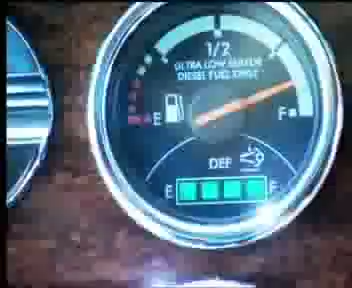 1/2
ULTRA LOW SULFUR
DIESEL FUEL ONLY
E F
DEF
E F